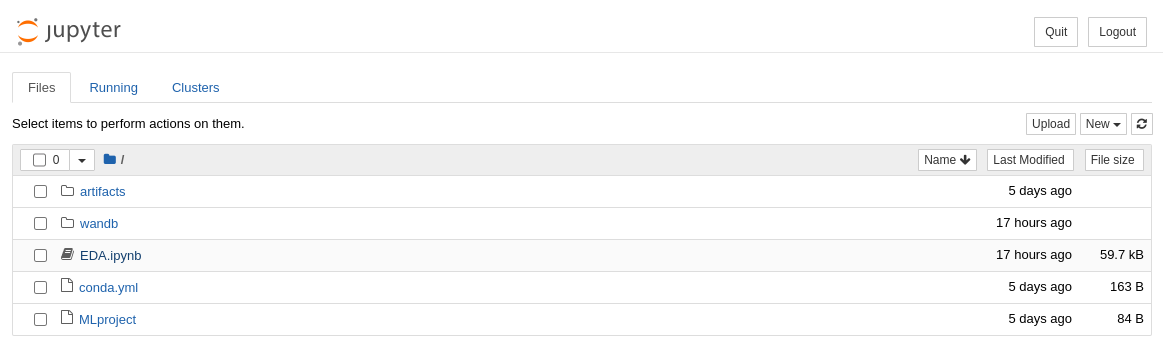 jupyter
Quit Logout
Files Running Clusters
Select items to perform actions on them.
Upload New
0 / Name Last Modified File size
artifacts 5 days ago
wandb 17 hours ago
EDA.ipynb 17 hours ago 59.7 kB
conda.yml 5 days ago 163 B
MLproject 5 days ago 84 B